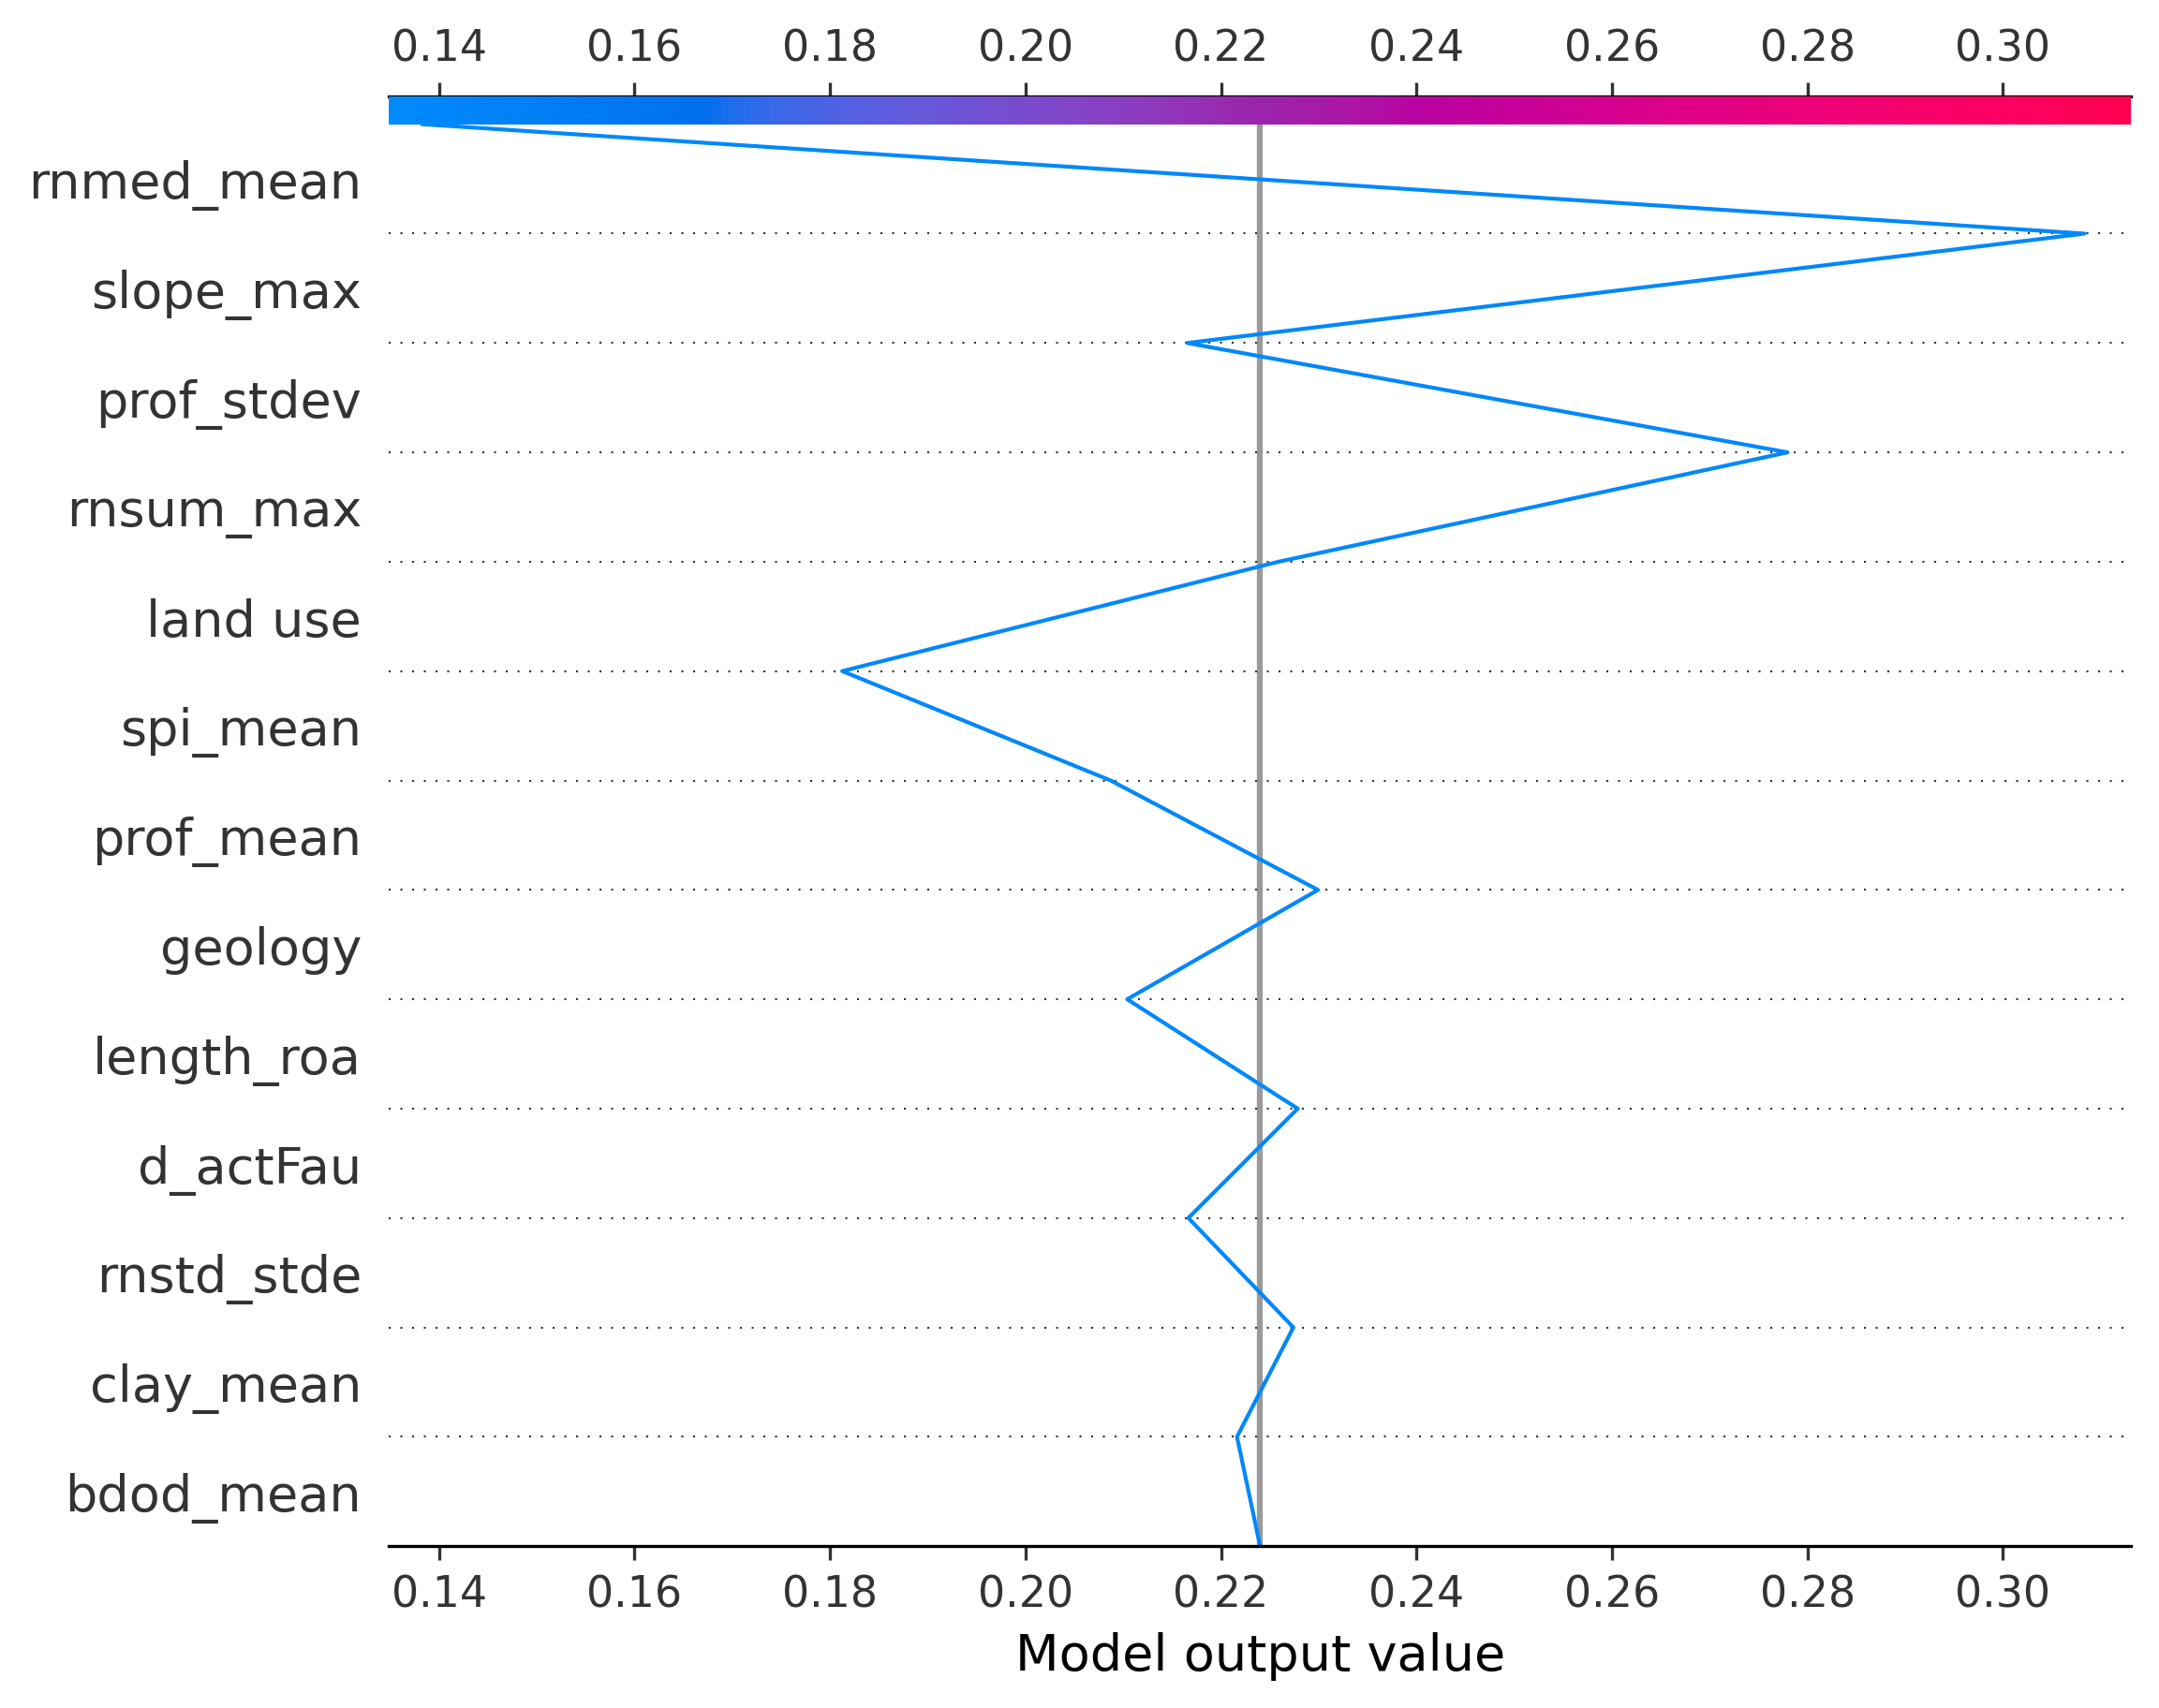 0.14 0.16 0.18 0.20 0.22 0.24 0.26 0.28 0.30
rnmed_mean
slope_max
prof_stdev
rnsum_max
land use
spi_mean
prof_mean
geology
length_roa
d_actFau
rnstd_stde
clay_mean
bdod_mean
0.14 0.16 0.18 0.20 0.22 0.24 0.26 0.28 0.30
Model output value